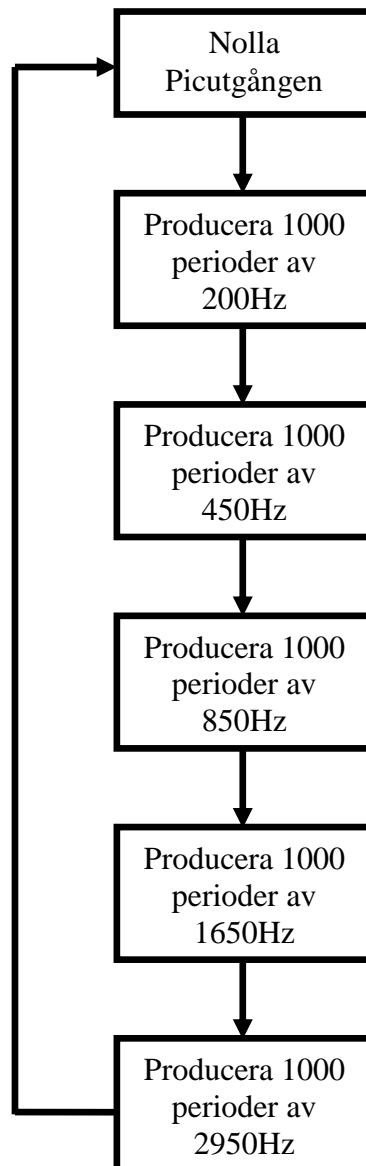 Nolla
Picutgången
Producera 1000
perioder av
200Hz
Producera 1000
perioder av
450Hz
Producera 1000
perioder av
850Hz
Producera 1000
perioder av
1650Hz
Producera 1000
perioder av
2950Hz